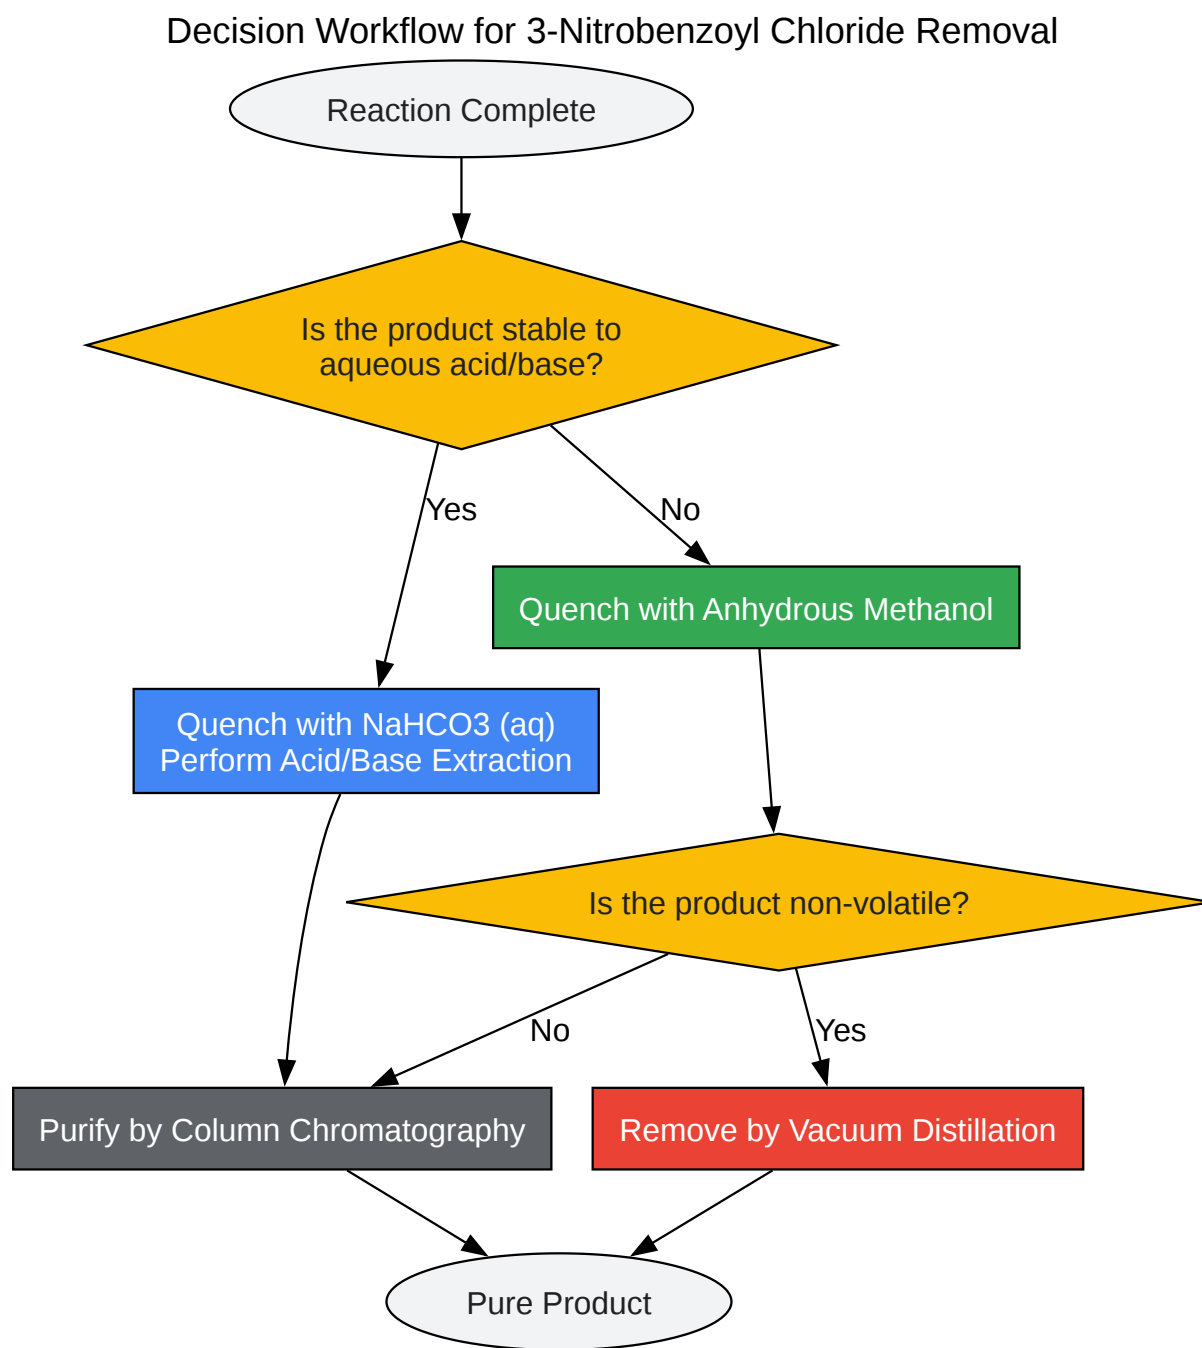 Decision Workflow for 3-Nitrobenzoyl Chloride Removal
Reaction Complete
Is the product stable to
aqueous acid/base?
Yes
No
Quench with Anhydrous Methanol
Quench with NaHCO3 (aq)
Perform Acid/Base Extraction
Is the product non-volatile?
No
Yes
Purify by Column Chromatography
Remove by Vacuum Distillation
Pure Product